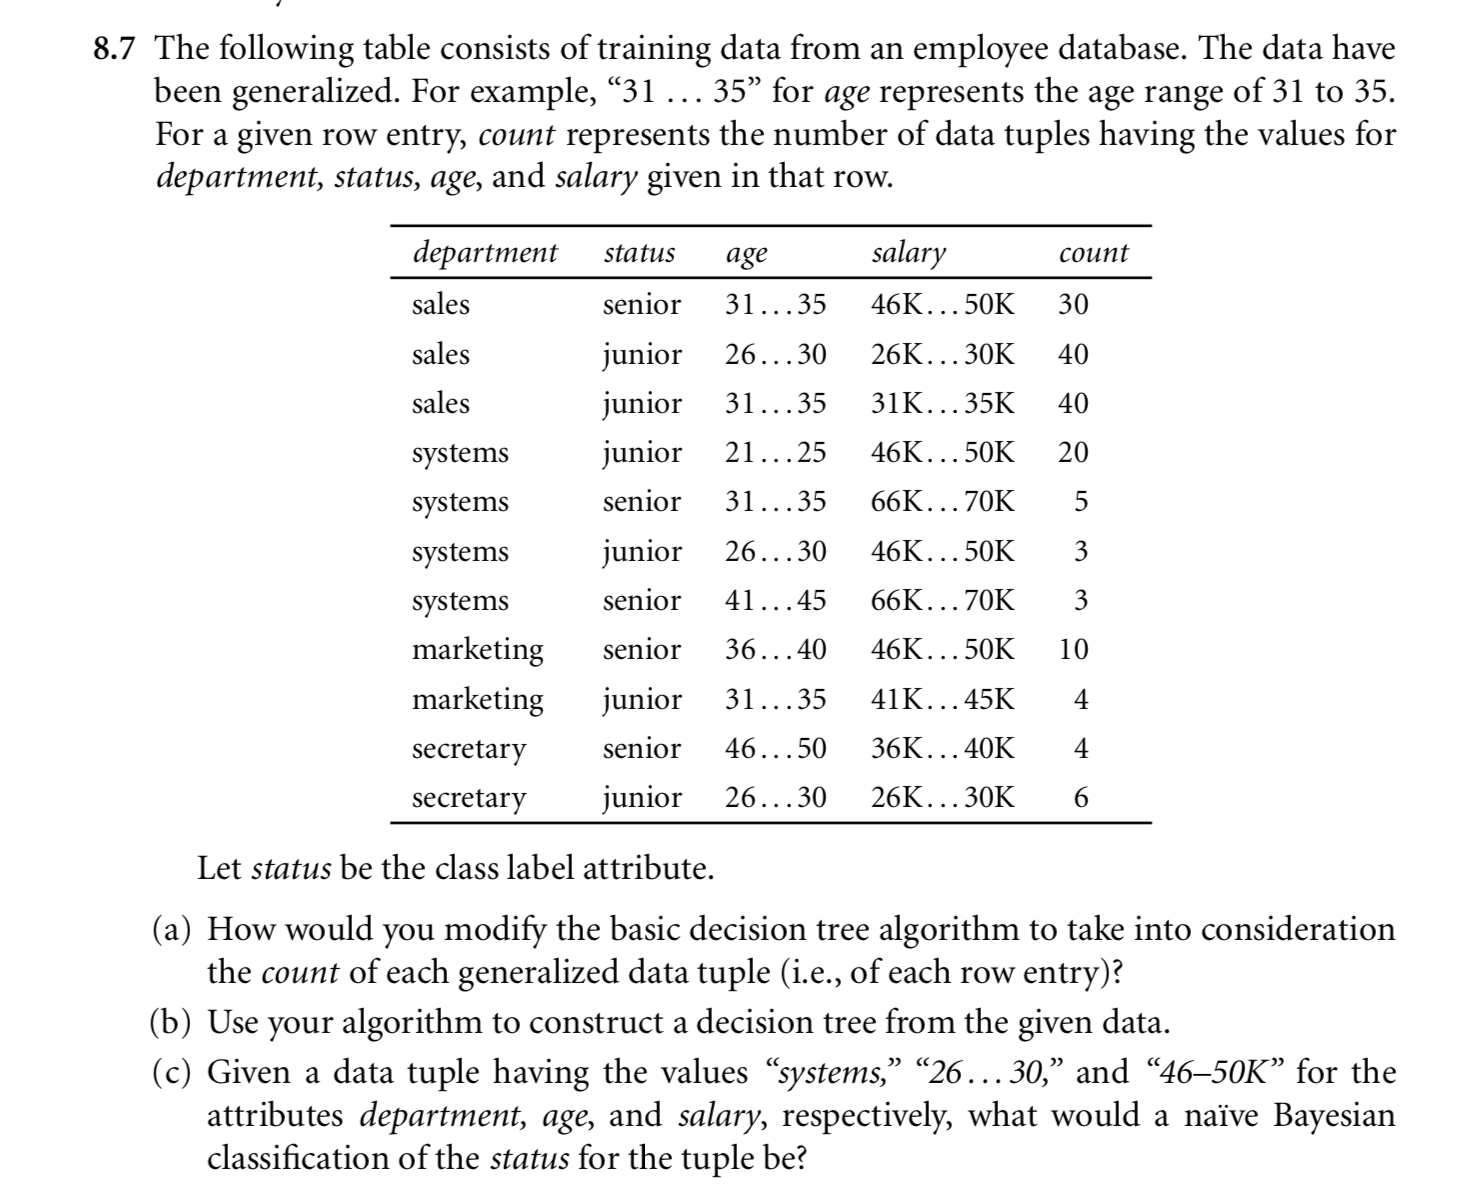 8.7 The following table consists of training data from an employee database. The data have
been generalized. For example, “31 … 35” for age represents the age range of 31 to 35.
For a given row entry, count represents the number of data tuples having the values for
department, status, age, and salary given in that row.
department status age salary count
sales senior 31…35 46K…50K 30
sales junior 26…30 26K…30K 40
sales junior 31…35 31K…35K 40
systems junior 21…25 46K…50K 20
systems senior 31…35 66K…70K 5
systems junior 26…30 46K…50K 3
systems senior 41…45 66K…70K 3
marketing senior 36…40 46K…50K 10
marketing junior 31…35 41K…45K 4
secretary senior 46…50 36K…40K 4
secretary junior 26…30 26K…30K 6
Let status be the class label attribute.
(a) How would you modify the basic decision tree algorithm to take into consideration
the count of each generalized data tuple (i.e., of each row entry)?
(b) Use your algorithm to construct a decision tree from the given data.
(c) Given a data tuple having the values “systems,” “26…30,” and “46–50K” for the
attributes department, age, and salary, respectively, what would a naïve Bayesian
classification of the status for the tuple be?